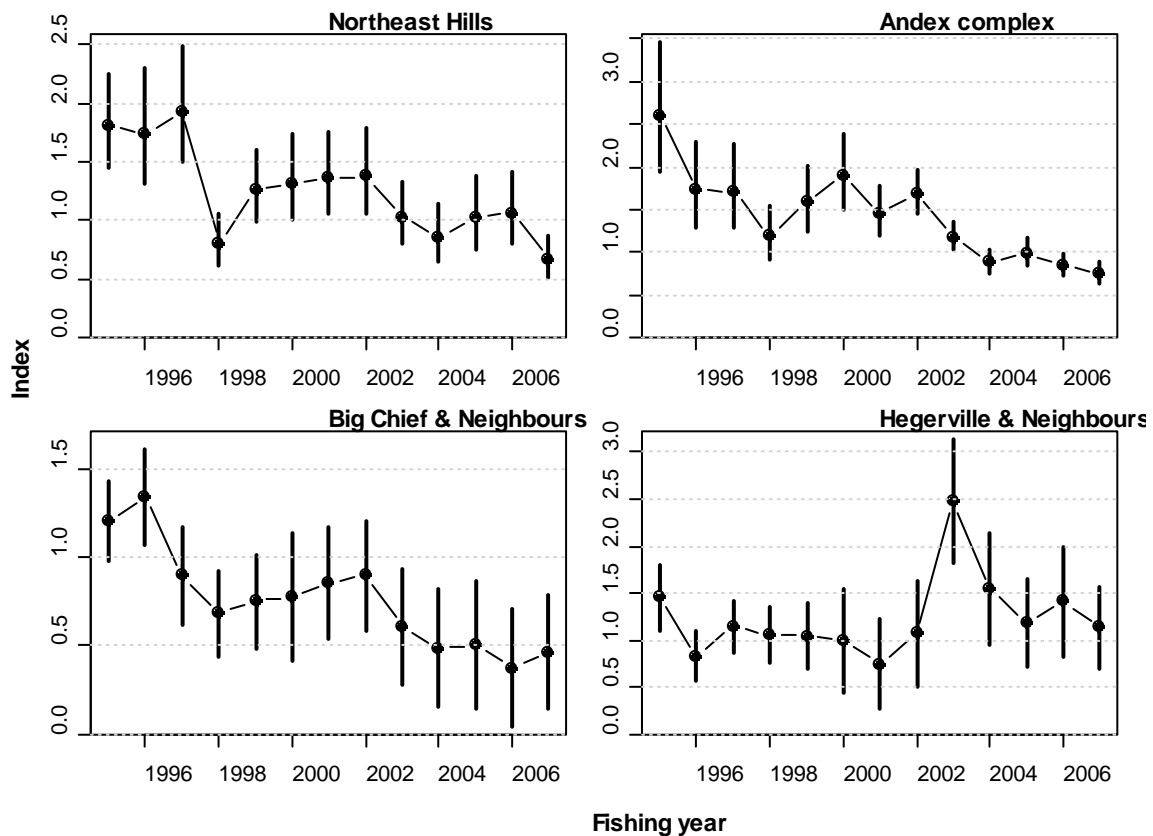 Northeast Hills
0.0 0.5 1.0 1.5 2.0 2.5
1996 1998 2000 2002 2004 2006
Andex complex
0.0 1.0 2.0 3.0
1996 1998 2000 2002 2004 2006
Index
Big Chief & Neighbours
0.0 0.5 1.0 1.5
1996 1998 2000 2002 2004 2006
Hegerville & Neighbours
0.0 0.5 1.0 1.5 2.0 2.5 3.0
1996 1998 2000 2002 2004 2006
Fishing year